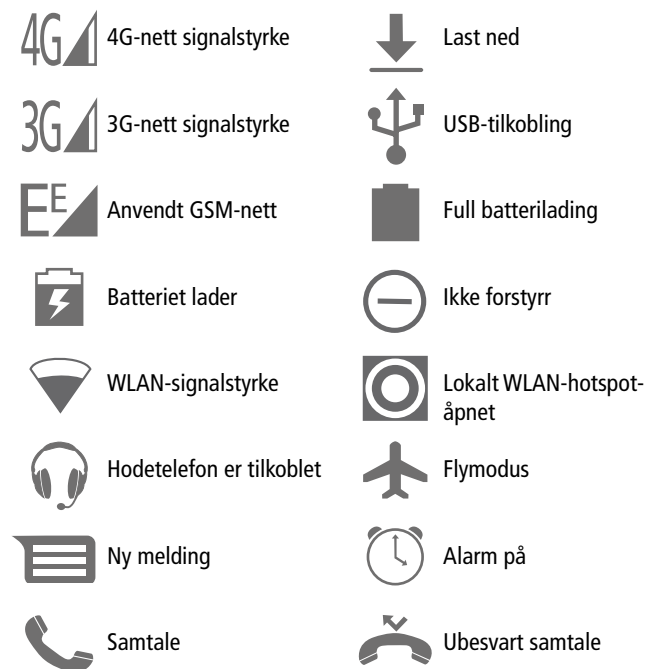 4G 4G-nett signalstyrke
Last ned
3G 3G-nett signalstyrke
USB-tilkobling
EE Anvendt GSM-nett
Full batterilading
Batteriet lader
Ikke forstyrr
WLAN-signalstyrke
Lokalt WLAN-hotspot-
åpnet
Hodetelefon er tilkoblet
Flymodus
Ny melding
Alarm på
Samtale
Ubesvart samtale